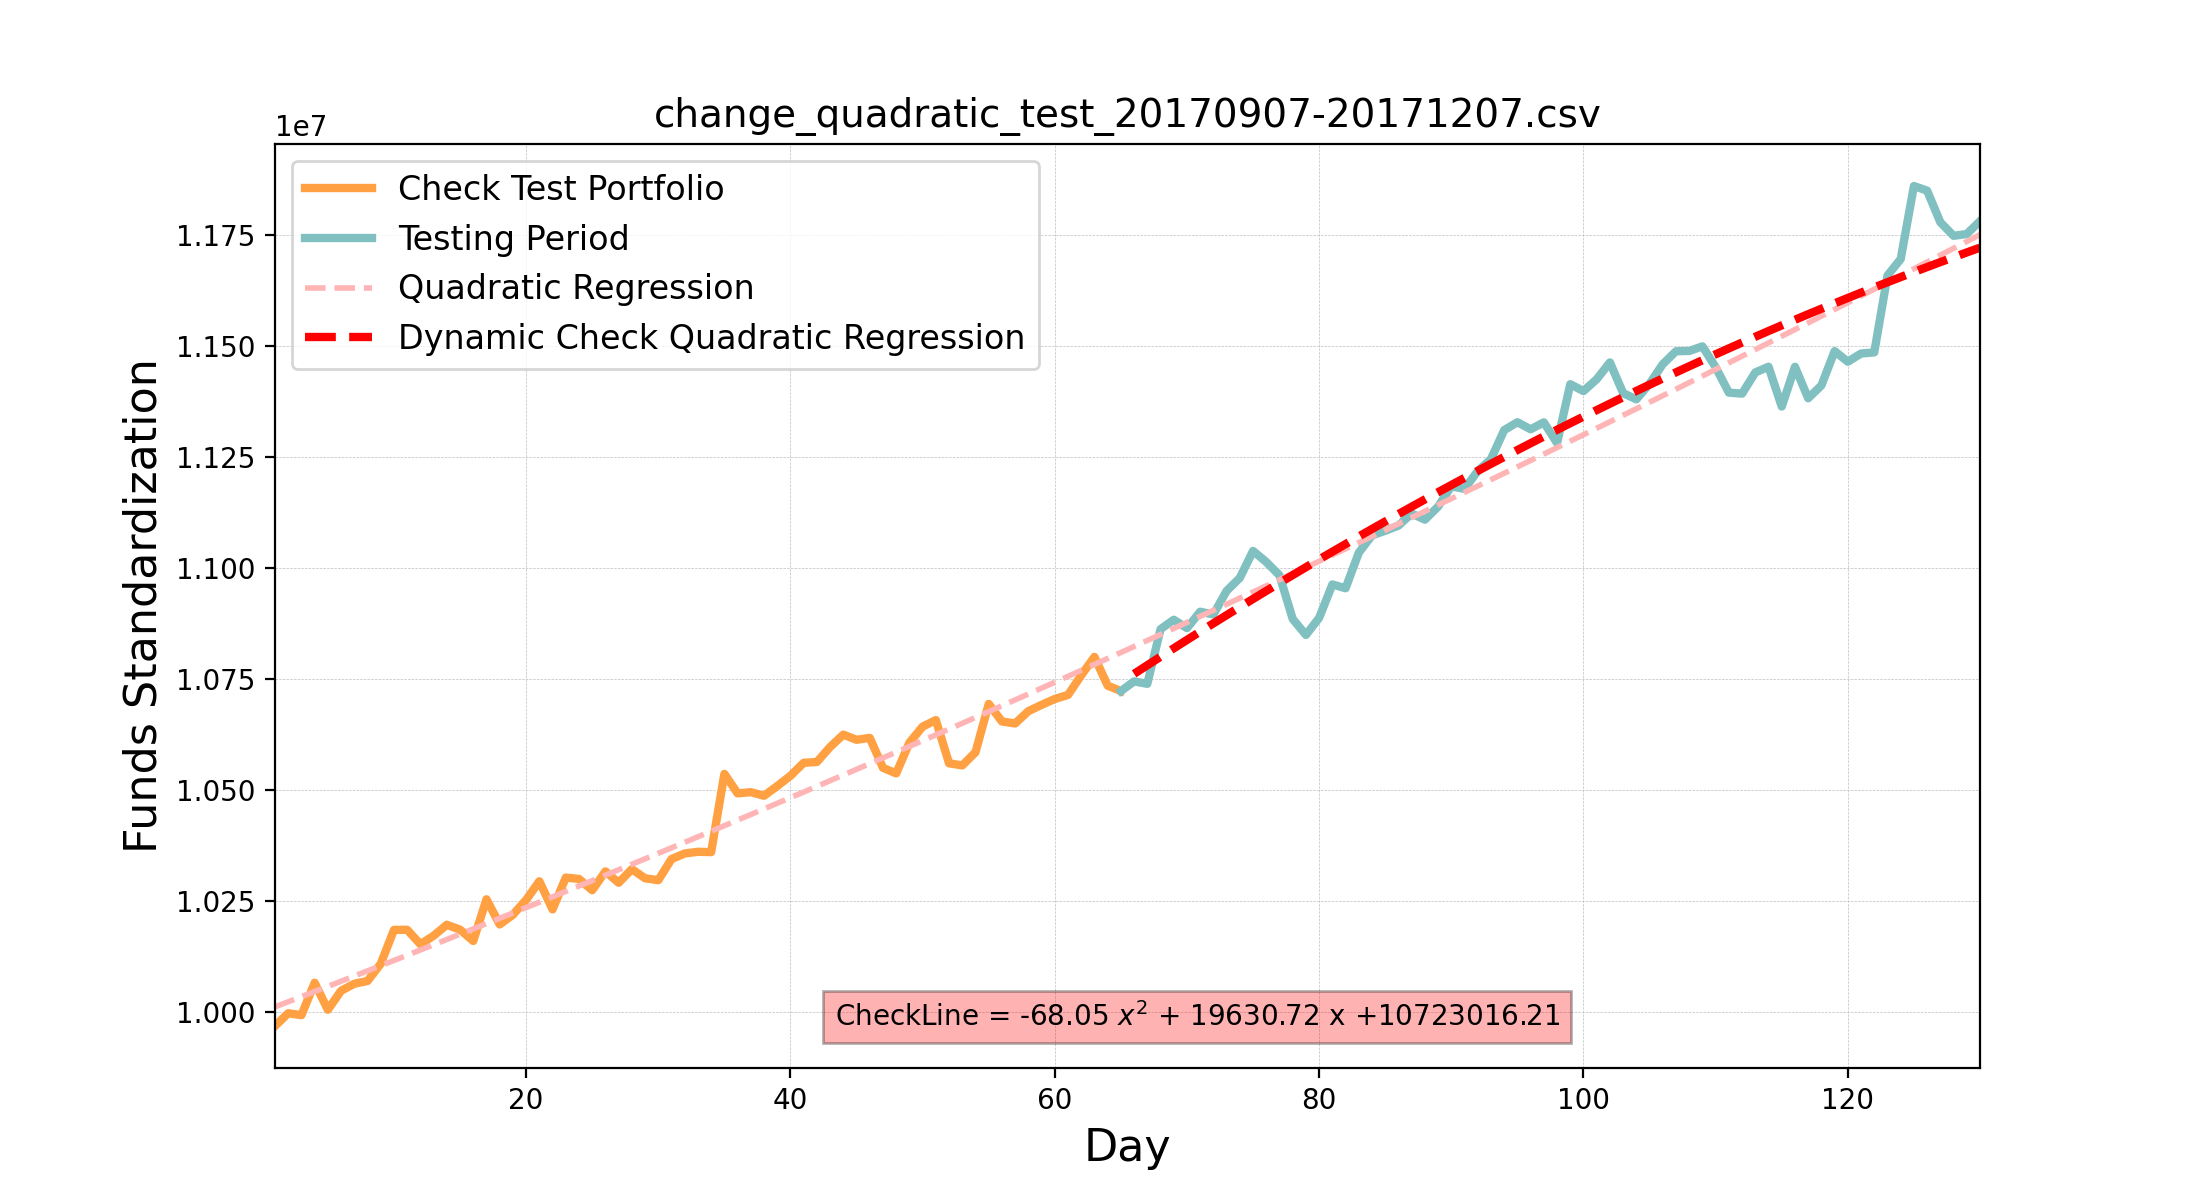 change_quadratic_test_20170907-20171207.csv
1e7
Check Test Portfolio
Testing Period
Quadratic Regression
Dynamic Check Quadratic Regression
1.175
1.150
1.125
1.100
1.075
1.050
1.025
1.000
Funds Standardization
CheckLine = -68.05 x² + 19630.72 x +10723016.21
20 40 60 80 100 120
Day